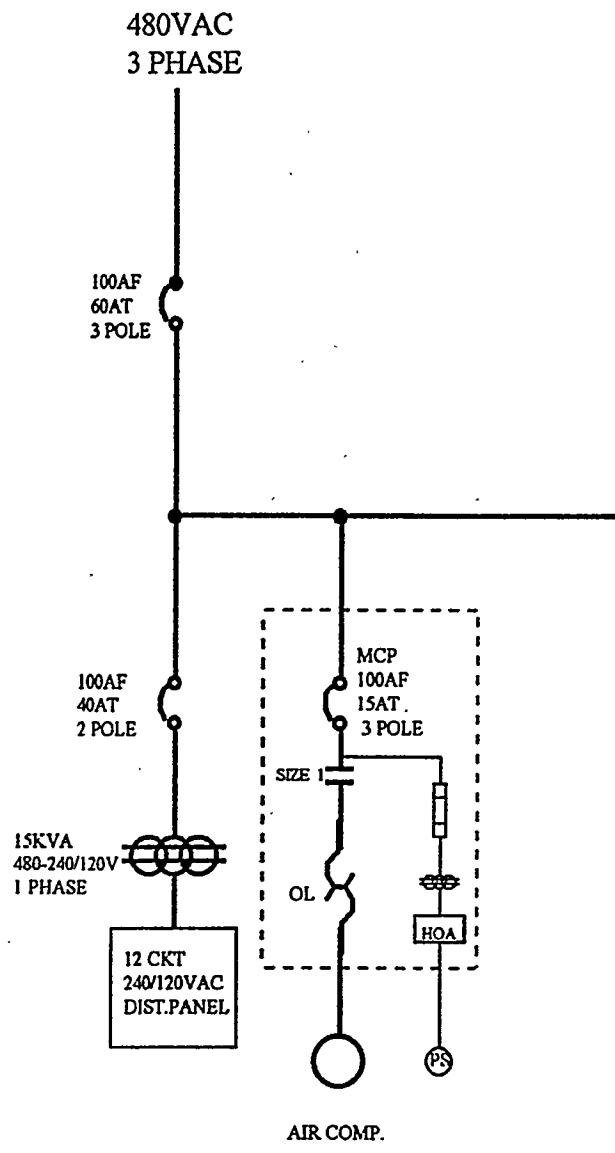 480VAC
3 PHASE
100AF
60AT
3 POLE
100AF
40AT
2 POLE
MCP
100AF
15AT.
3 POLE
SIZE 1
15KVA
480-240/120V
1 PHASE
OL
HOA
12 CKT
240/120VAC
DIST.PANEL
PS
AIR COMP.